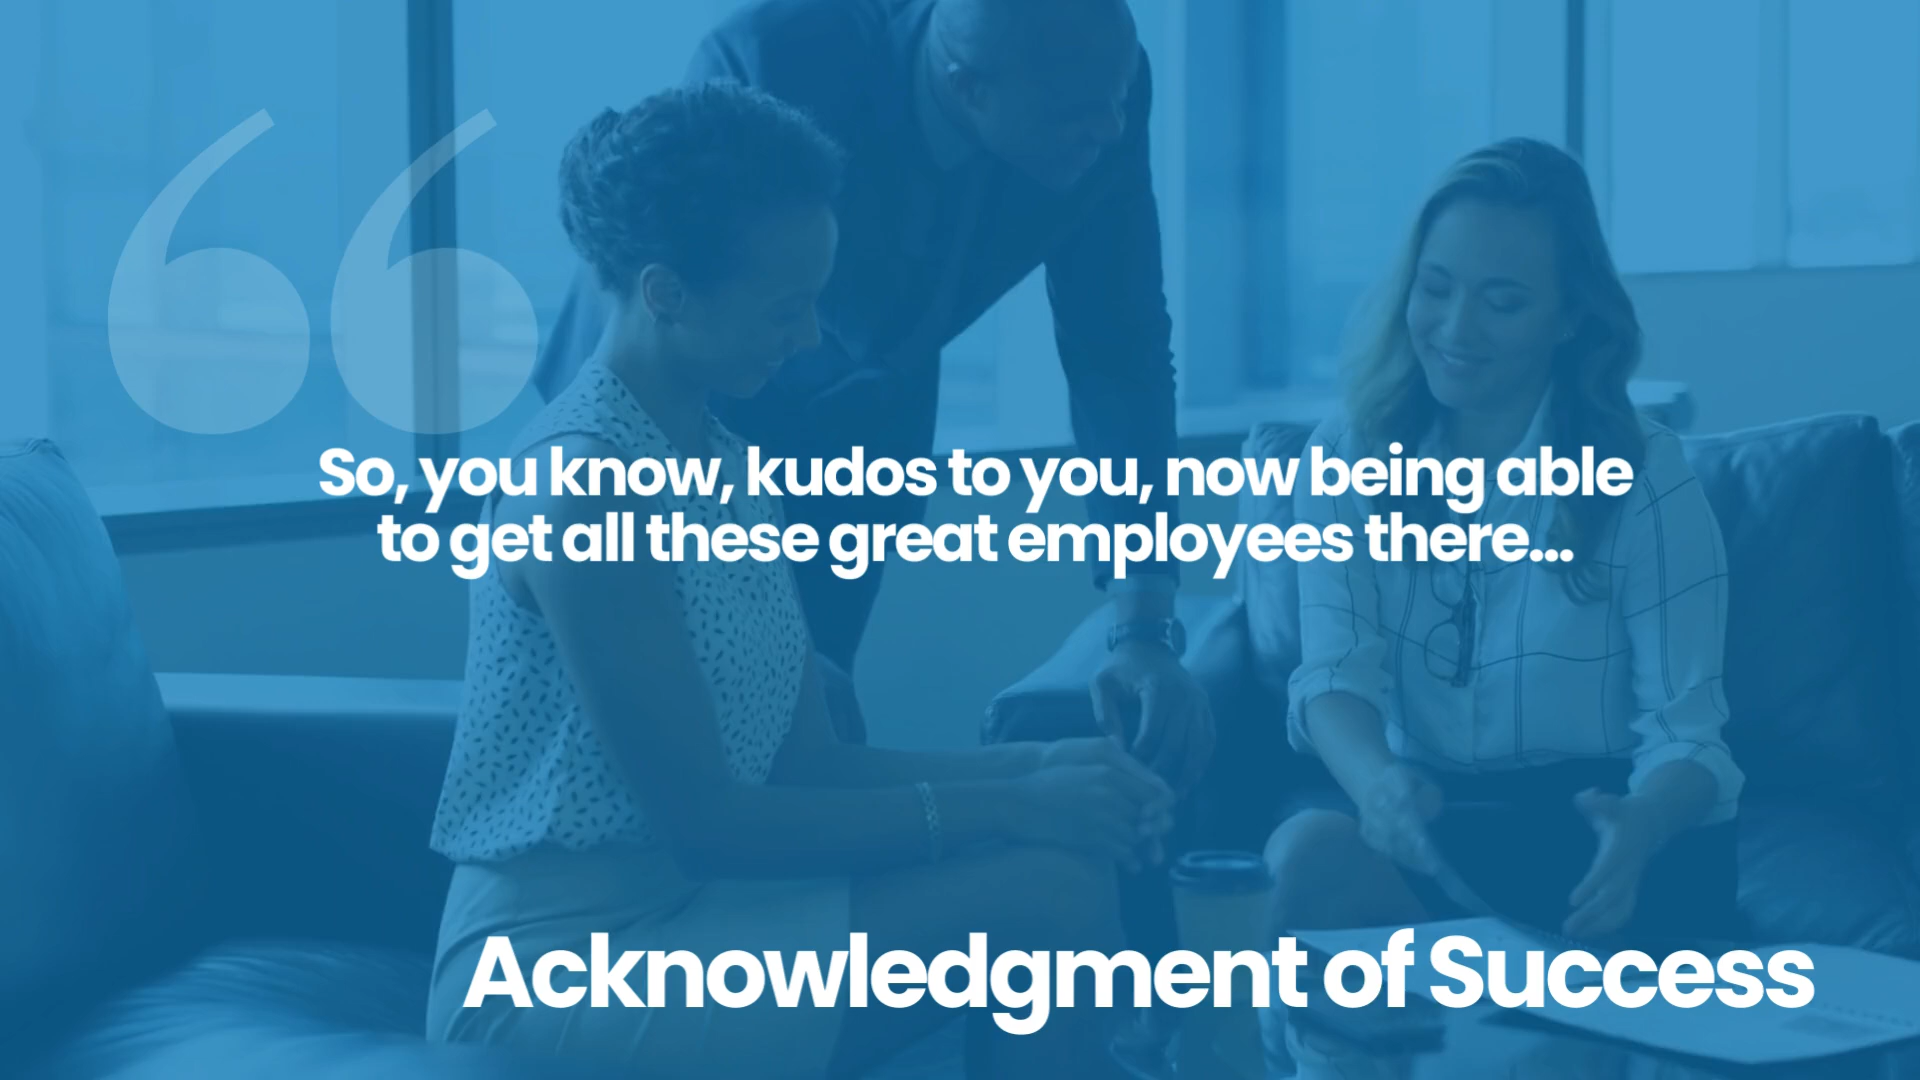 So, you know, kudos to you, now being able
to get all these great employees there...
Acknowledgment of Success